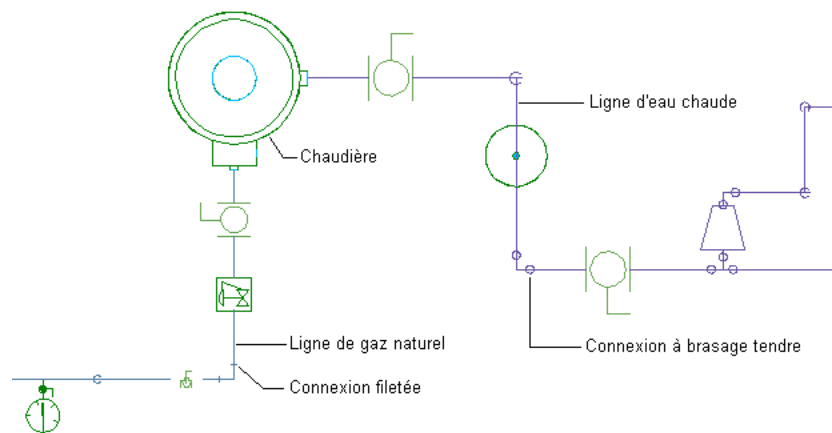 Ligne d'eau chaude
Chaudière
Ligne de gaz naturel
Connexion à brasage tendre
Connexion filetée